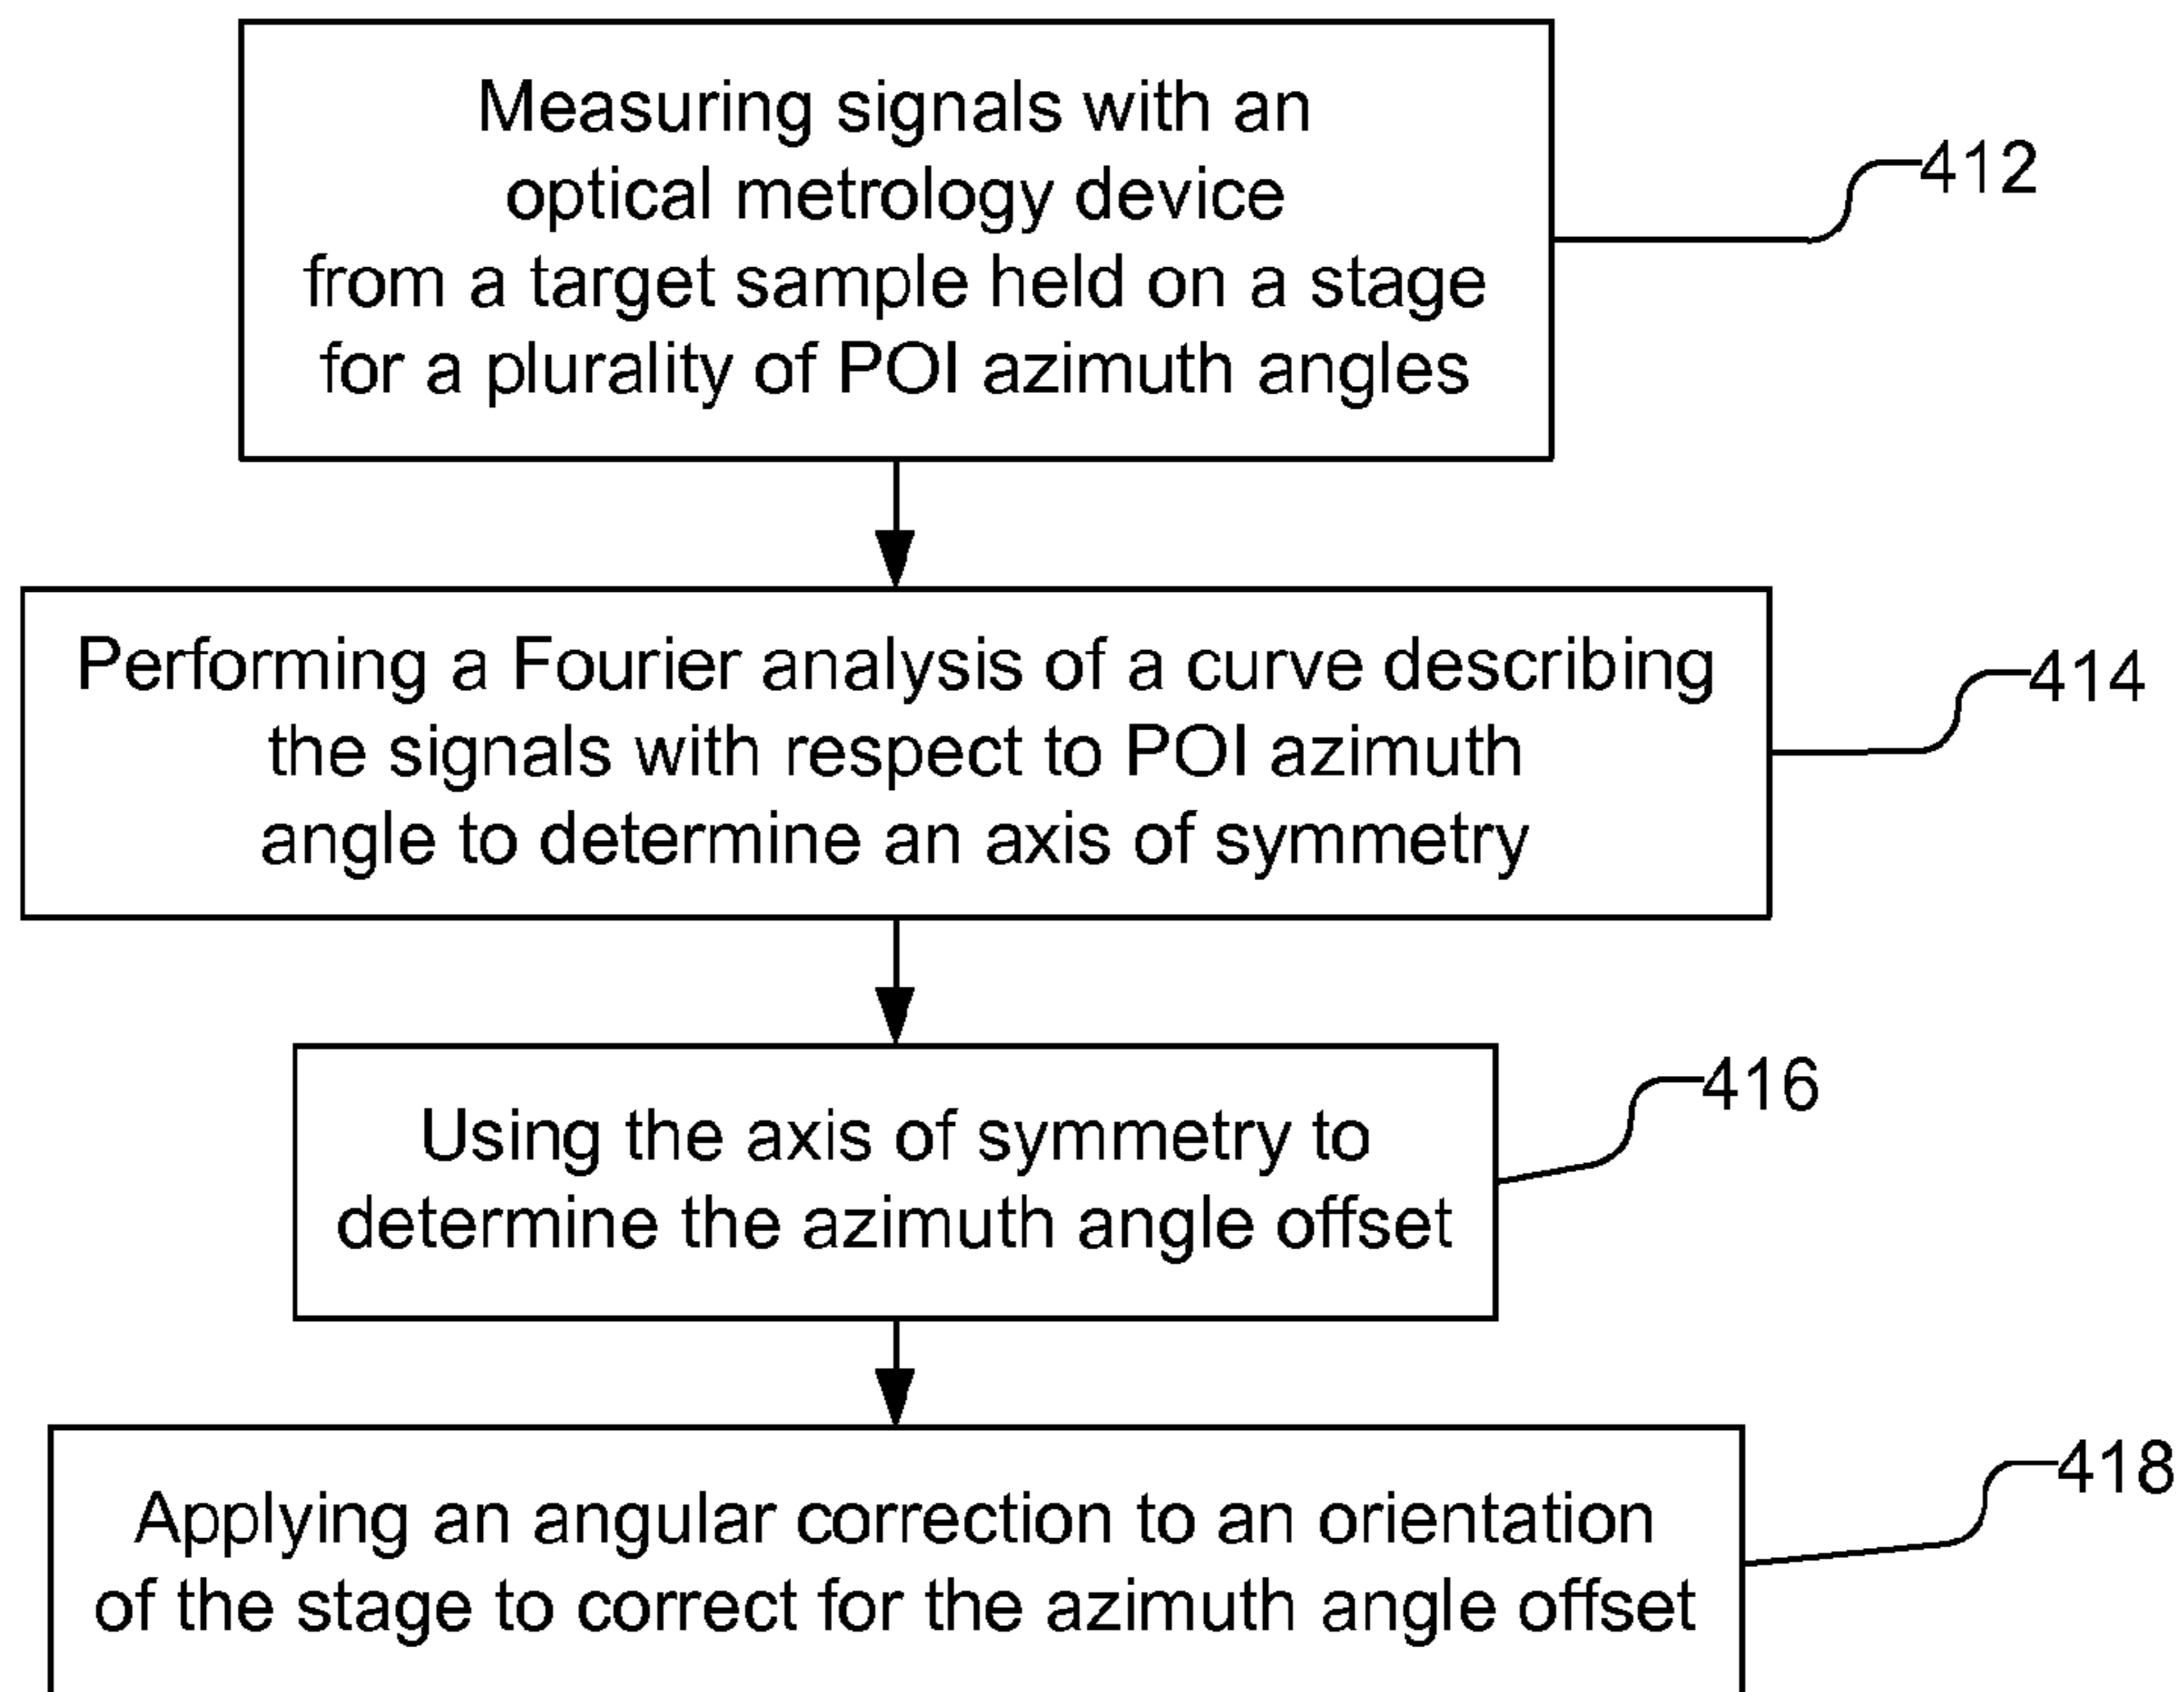 Measuring signals with an
optical metrology device
from a target sample held on a stage
for a plurality of POI azimuth angles
412
Performing a Fourier analysis of a curve describing
the signals with respect to POI azimuth
angle to determine an axis of symmetry
414
Using the axis of symmetry to
determine the azimuth angle offset
416
Applying an angular correction to an orientation
of the stage to correct for the azimuth angle offset
418